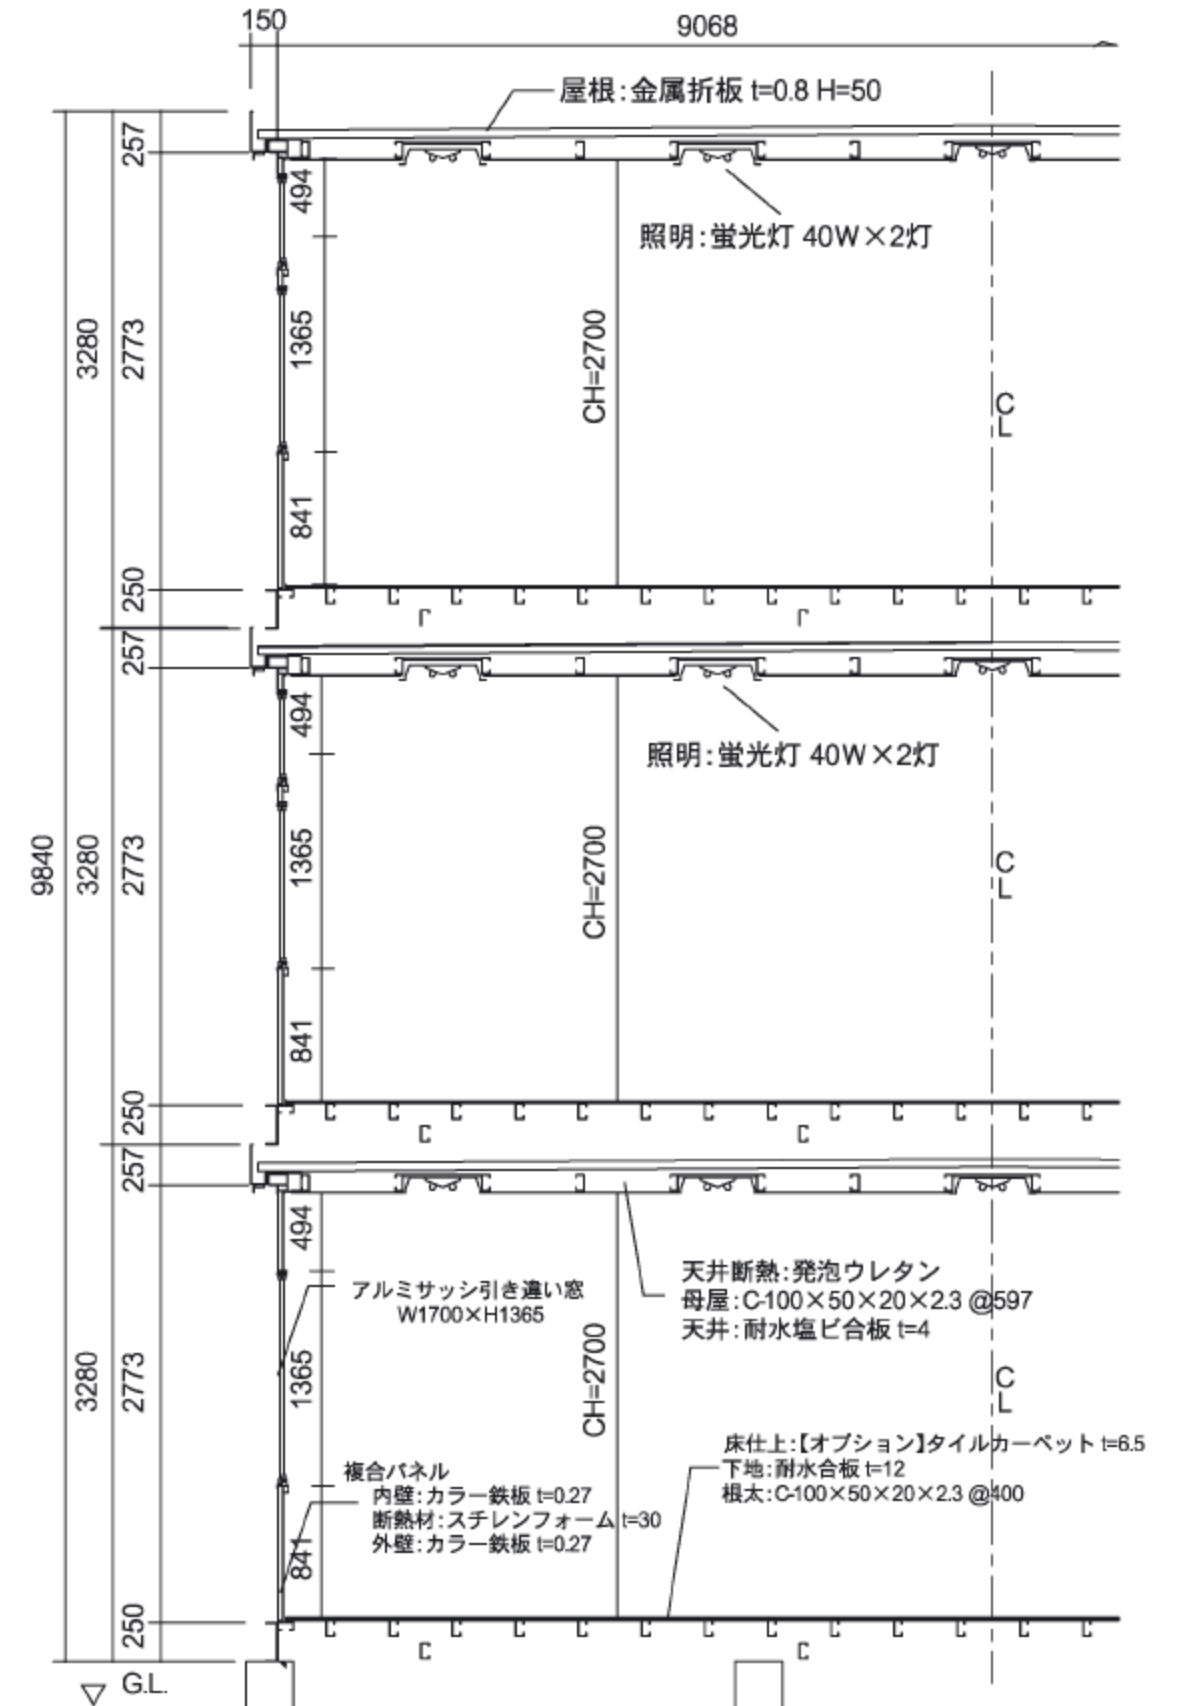 150
9068
屋根:金属折板 t=0.8 H=50
257
494
照明:蛍光灯 40W×2灯
3280
2773
1365
CH=2700
C
L
841
250
257
494
照明:蛍光灯 40W×2灯
9840
3280
2773
1365
CH=2700
C
L
841
250
257
494
天井断熱:発泡ウレタン
母屋:C-100×50×20×2.3 @597
天井:耐水塩ビ合板 t=4
アルミサッシ引き違い窓
W1700×H1365
3280
2773
1365
CH=2700
C
L
床仕上:【オプション】タイルカーペット t=6.5
下地:耐水合板 t=12
根太:C-100×50×20×2.3 @400
複合パネル
内壁:カラー鉄板 t=0.27
断熱材:スチレンフォーム t=30
外壁:カラー鉄板 t=0.27
841
250
G.L.